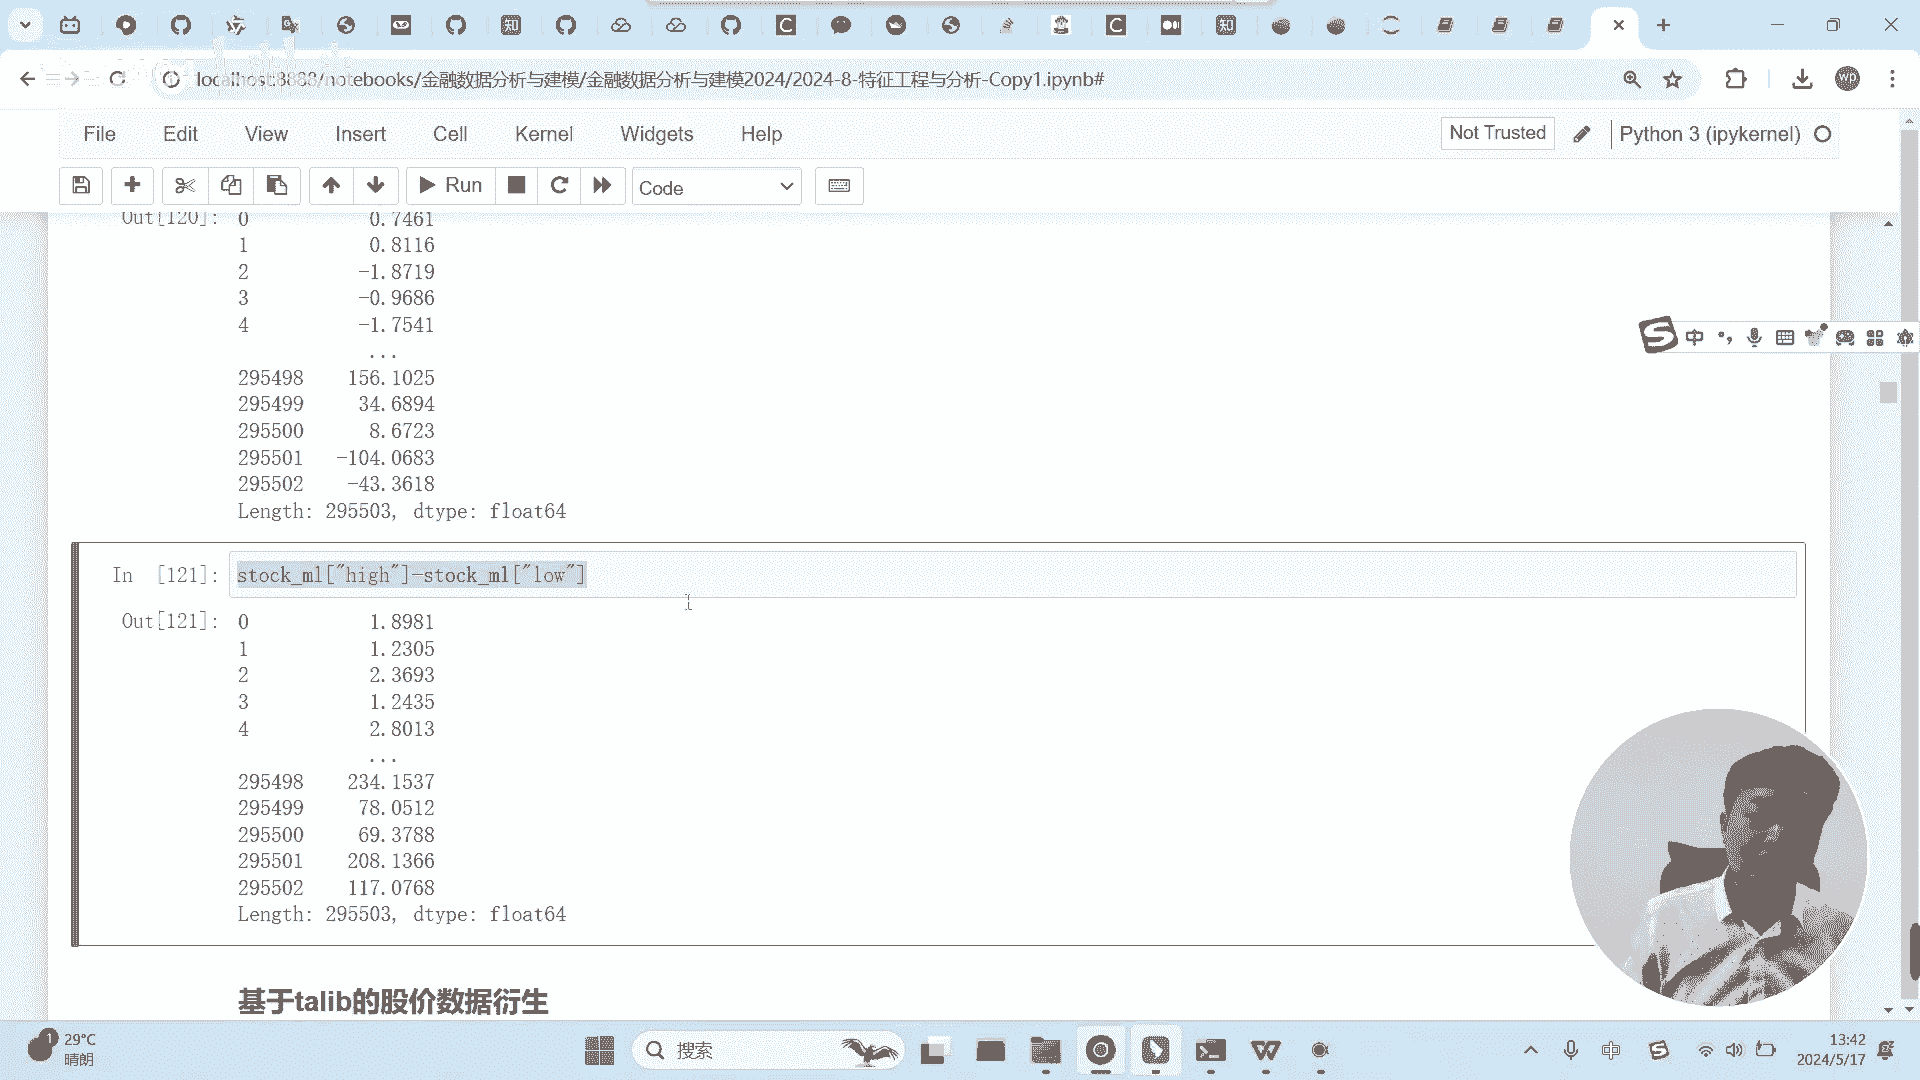 localhost:8888/notebooks/金融数据分析与建模/金融数据分析与建模2024/2024-8-特征工程与分析-Copy1.ipynb#
wp
File Edit View Insert Cell Kernel Widgets Help
Not Trusted
Python 3 (ipykernel)
Run
Code
Out[120]: 0 0.7461
1 0.8116
2 -1.8719
3 -0.9686
4 -1.7541
...
295498 156.1025
295499 34.6894
295500 8.6723
295501 -104.0683
295502 -43.3618
Length: 295503, dtype: float64
In [121]: stock_ml["high"]-stock_ml["low"]
Out[121]: 0 1.8981
1 1.2305
2 2.3693
3 1.2435
4 2.8013
...
295498 234.1537
295499 78.0512
295500 69.3788
295501 208.1366
295502 117.0768
Length: 295503, dtype: float64
基于talib的股价数据衍生
中
1
29°C
晴朗
搜索
中
13:42
2024/5/17